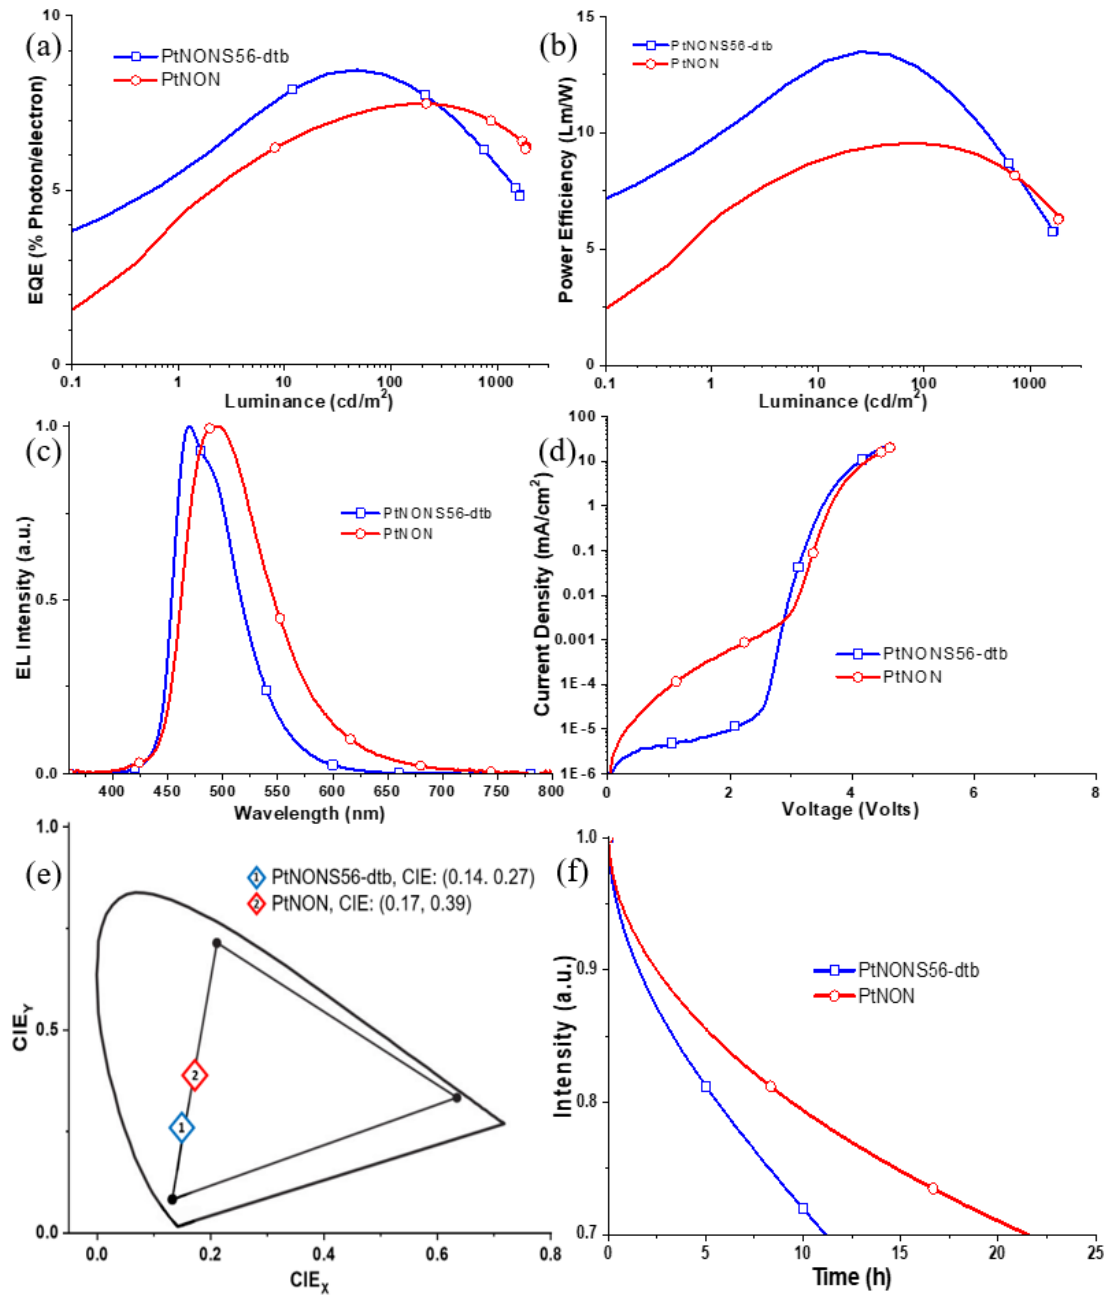 (a)
PtNONS56-dtb
PtNON
EQE (% Photon/electron)
10
5
0
0.1
1
10
100
1000
Luminance (cd/m²)
(b)
PtNONS56-dtb
PtNON
Power Efficiency (Lm/W)
15
10
5
0
0.1
1
10
100
1000
Luminance (cd/m²)
(c)
PtNONS56-dtb
PtNON
EL Intensity (a.u.)
1.0
0.5
0.0
400
450
500
550
600
650
700
750
800
Wavelength (nm)
(d)
PtNONS56-dtb
PtNON
Current Density (mA/cm²)
100
10
1
0.1
0.01
0.001
1E-4
1E-5
1E-6
0
2
4
6
8
Voltage (Volts)
(e)
1 PtNONS56-dtb, CIE: (0.14. 0.27)
2 PtNON, CIE: (0.17, 0.39)
2
1
CIEY
1.0
0.5
0.0
0.0
0.2
0.4
0.6
0.8
CIEX
(f)
PtNONS56-dtb
PtNON
Intensity (a.u.)
1.0
0.9
0.8
0.7
0
5
10
15
20
25
Time (h)